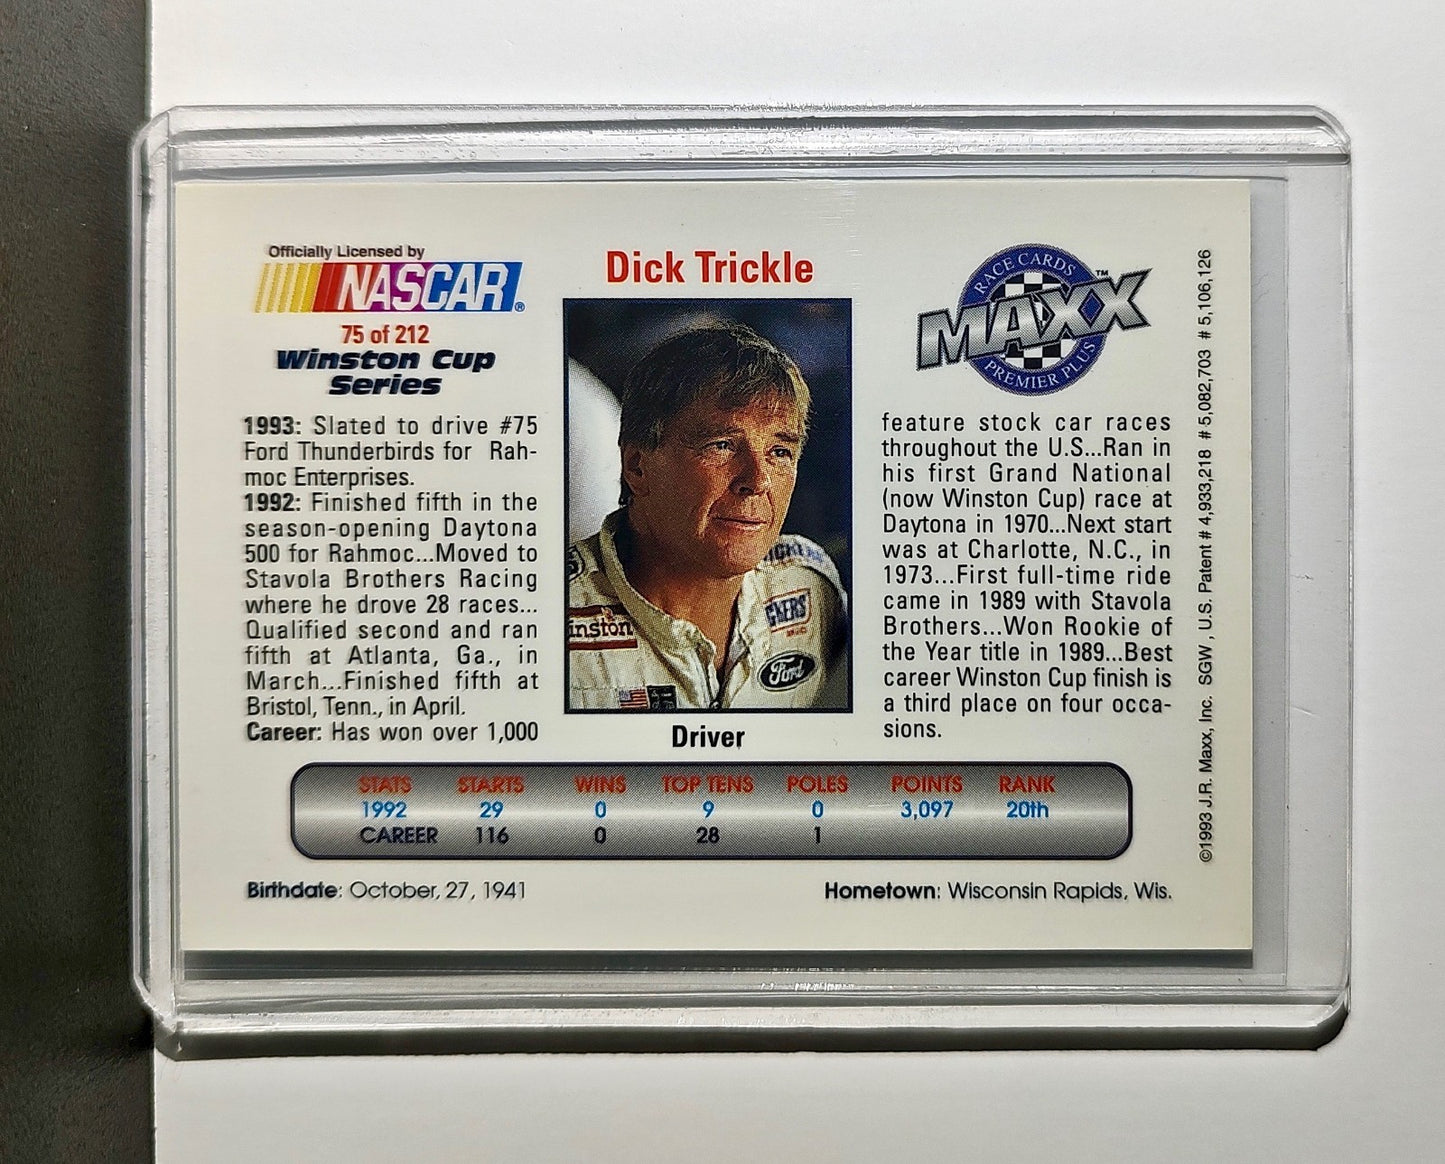 Officially Licensed by
NASCAR®
75 of 212
Winston Cup
Series
1993: Slated to drive #75
Ford Thunderbirds for Rah-
moc Enterprises.
1992: Finished fifth in the
season-opening Daytona
500 for Rahmoc...Moved to
Stavola Brothers Racing
where he drove 28 races...
Qualified second and ran
fifth at Atlanta, Ga., in
March...Finished fifth at
Bristol, Tenn., in April.
Career: Has won over 1,000
Dick Trickle
Winston
Ford
Driver
RACE CARDS
MAXX™
PREMIER PLUS
feature stock car races
throughout the U.S...Ran in
his first Grand National
(now Winston Cup) race at
Daytona in 1970...Next start
was at Charlotte, N.C., in
1973...First full-time ride
came in 1989 with Stavola
Brothers...Won Rookie of
the Year title in 1989...Best
career Winston Cup finish is
a third place on four occa-
sions.
STATS STARTS WINS TOP TENS POLES POINTS RANK
1992 29 0 9 0 3,097 20th
CAREER 116 0 28 1
Birthdate: October, 27, 1941
Hometown: Wisconsin Rapids, Wis.
©1993 J.R. Maxx, Inc. SGW, U.S. Patent # 4,933,218 # 5,082,703 # 5,106,126